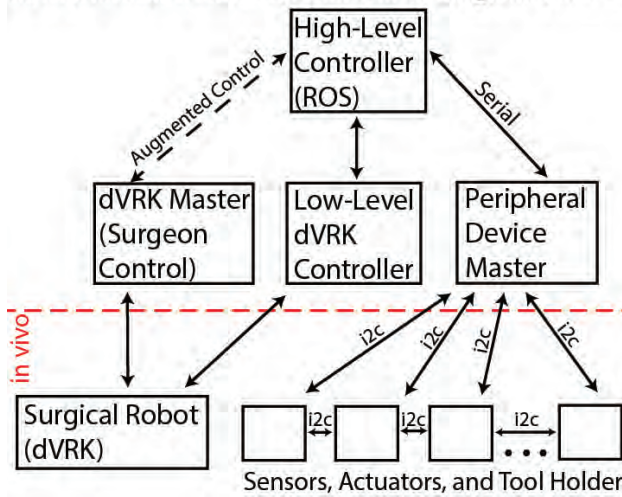 High-Level
Controller
(ROS)
Augmented Control
Serial
dVRK Master
(Surgeon
Control)
Low-Level
dVRK
Controller
Peripheral
Device
Master
in vivo
i2c
i2c
i2c
i2c
Surgical Robot
(dVRK)
i2c
i2c
i2c
Sensors, Actuators, and Tool Holder